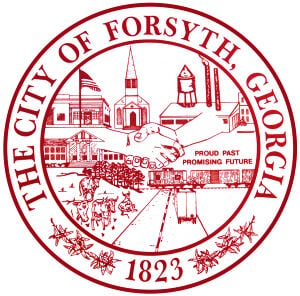 THE CITY OF FORSYTH, GEORGIA
PROUD PAST
PROMISING FUTURE
1823